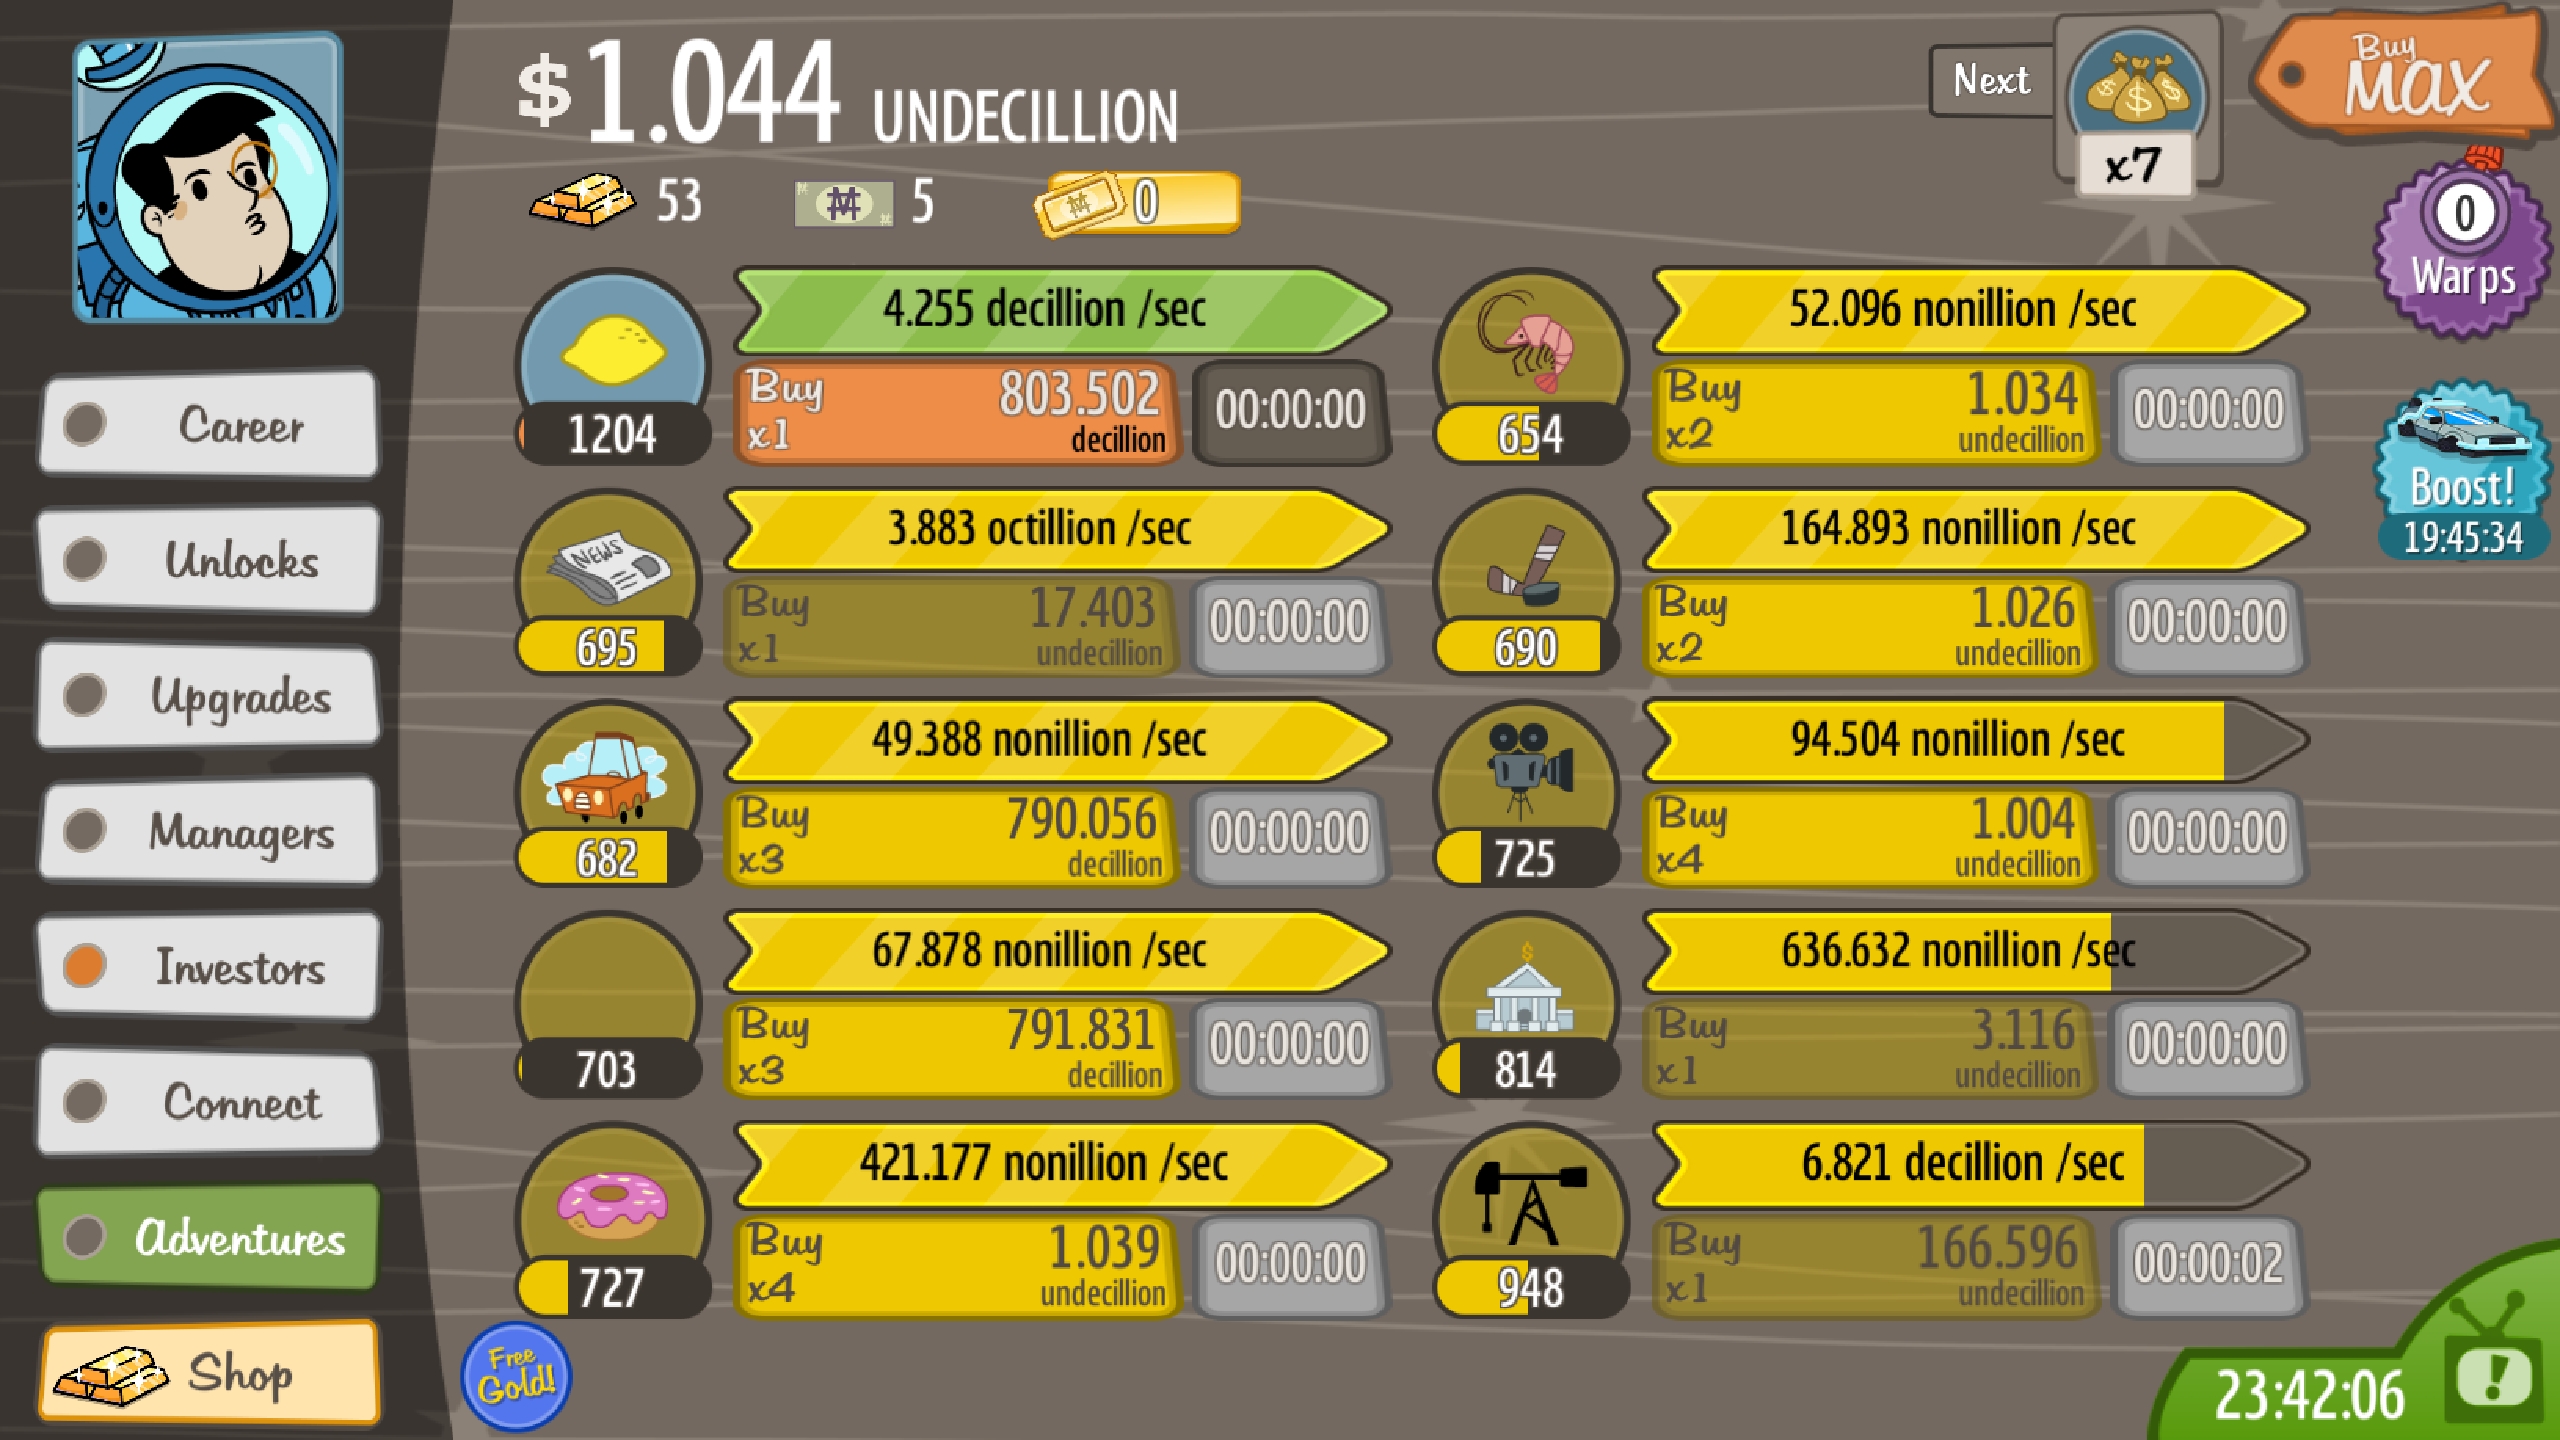 $1.044 UNDECILLION
Next
x7
Buy
MAX
53
5
0
0
Warps
Boost!
19:45:34
Career
Unlocks
Upgrades
Managers
Investors
Connect
Adventures
Shop
4.255 decillion /sec
1204
Buy
x1
803.502
decillion
00:00:00
52.096 nonillion /sec
654
Buy
x2
1.034
undecillion
00:00:00
3.883 octillion /sec
NEWS
695
Buy
x1
17.403
undecillion
00:00:00
164.893 nonillion /sec
690
Buy
x2
1.026
undecillion
00:00:00
49.388 nonillion /sec
682
Buy
x3
790.056
decillion
00:00:00
94.504 nonillion /sec
725
Buy
x4
1.004
undecillion
00:00:00
67.878 nonillion /sec
703
Buy
x3
791.831
decillion
00:00:00
636.632 nonillion /sec
814
Buy
x1
3.116
undecillion
00:00:00
421.177 nonillion /sec
727
Buy
x4
1.039
undecillion
00:00:00
6.821 decillion /sec
948
Buy
x1
166.596
undecillion
00:00:02
Free
Gold!
23:42:06
!